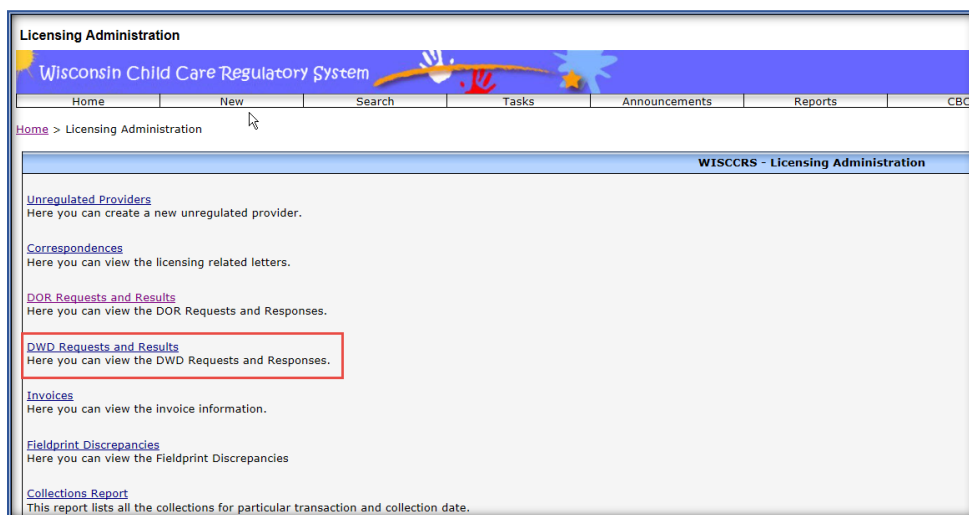 Licensing Administration
Wisconsin Child Care Regulatory System
Home New Search Tasks Announcements Reports
Home > Licensing Administration
WISCCRS - Licensing Administration
Unregulated Providers
Here you can create a new unregulated provider.
Correspondences
Here you can view the licensing related letters.
DOR Requests and Results
Here you can view the DOR Requests and Responses.
DWD Requests and Results
Here you can view the DWD Requests and Responses.
Invoices
Here you can view the invoice information.
Fieldprint Discrepancies
Here you can view the Fieldprint Discrepancies
Collections Report
This report lists all the collections for particular transaction and collection date.